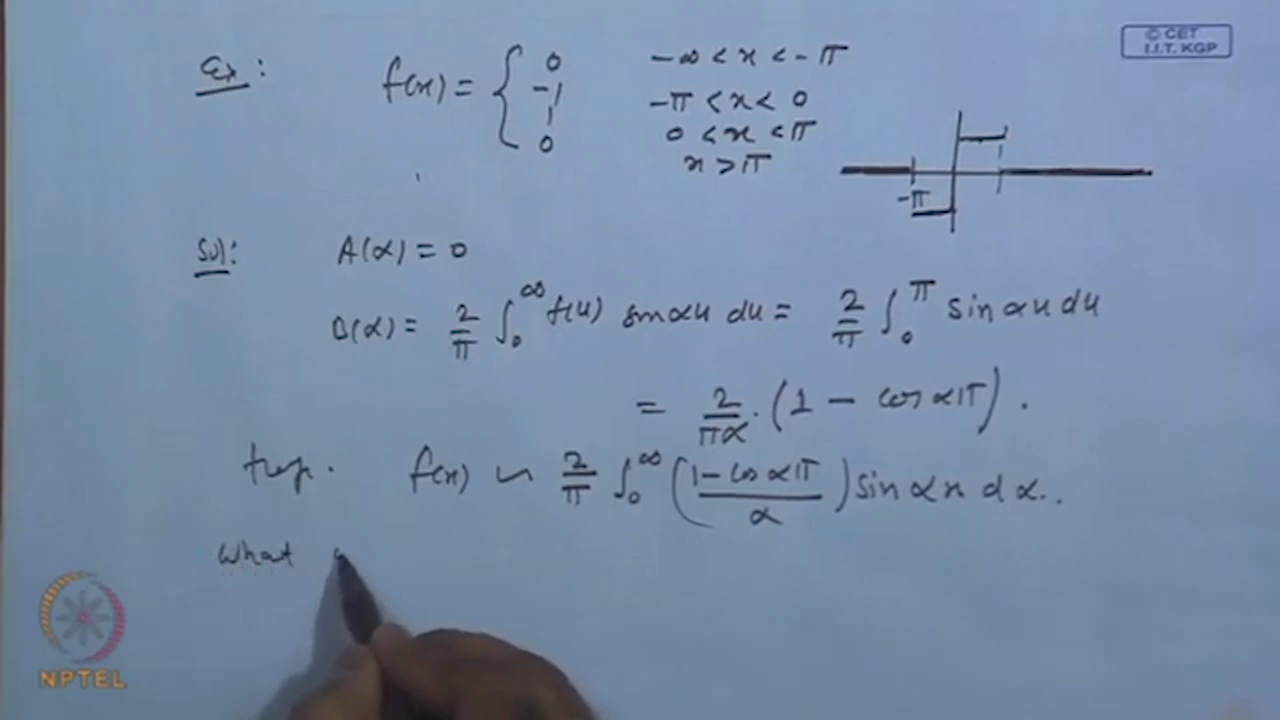 © CET
I.I.T. KGP
Ex: f(x) = { 0 -∞ < x < -π
-1 -π < x < 0
1 0 < x < π
0 x > π
-π
Sol: A(α) = 0
B(α) = 2/π ∫₀^∞ f(u) sin αu du = 2/π ∫₀^π sin αu du
= 2/πα · (1 - cos απ).
f(x) ~ 2/π ∫₀^∞ ((1 - cos απ)/α) sin αx dα.
What
NPTEL